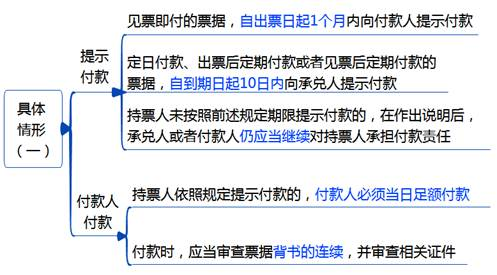 见票即付的票据，自出票日起1个月内向付款人提示付款
提示
付款
定日付款、出票后定期付款或者见票后定期付款的
票据，自到期日起10日内向承兑人提示付款
持票人未按照前述规定期限提示付款的，在作出说明后，
承兑人或者付款人仍应当继续对持票人承担付款责任
具体
情形
（一）
付款人
付款
持票人依照规定提示付款的，付款人必须当日足额付款
付款时，应当审查票据背书的连续，并审查相关证件